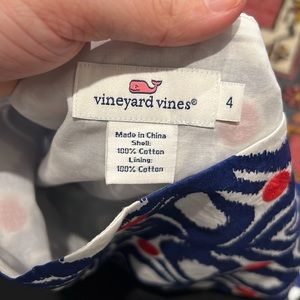 vineyard vines®
4
Made in China
Shell:
100% Cotton
Lining:
100% Cotton